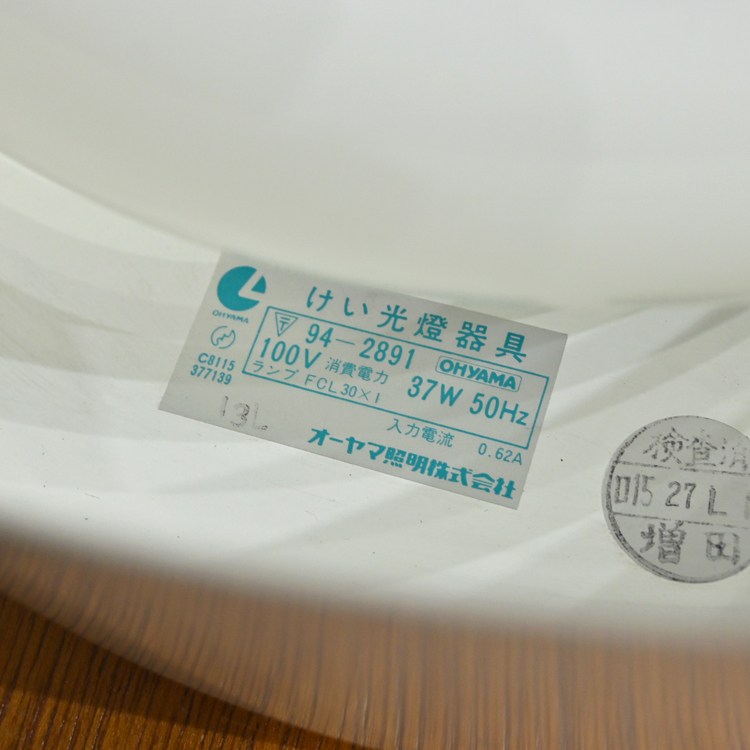 けい光燈器具
OHYAMA
〒 94-2891 OHYAMA
100V 消費電力 37W 50Hz
ランプ FCL30×1 入力電流 0.62A
C8115
377139
13L
オーヤマ照明株式会社
検査済
D15 27 L
増田